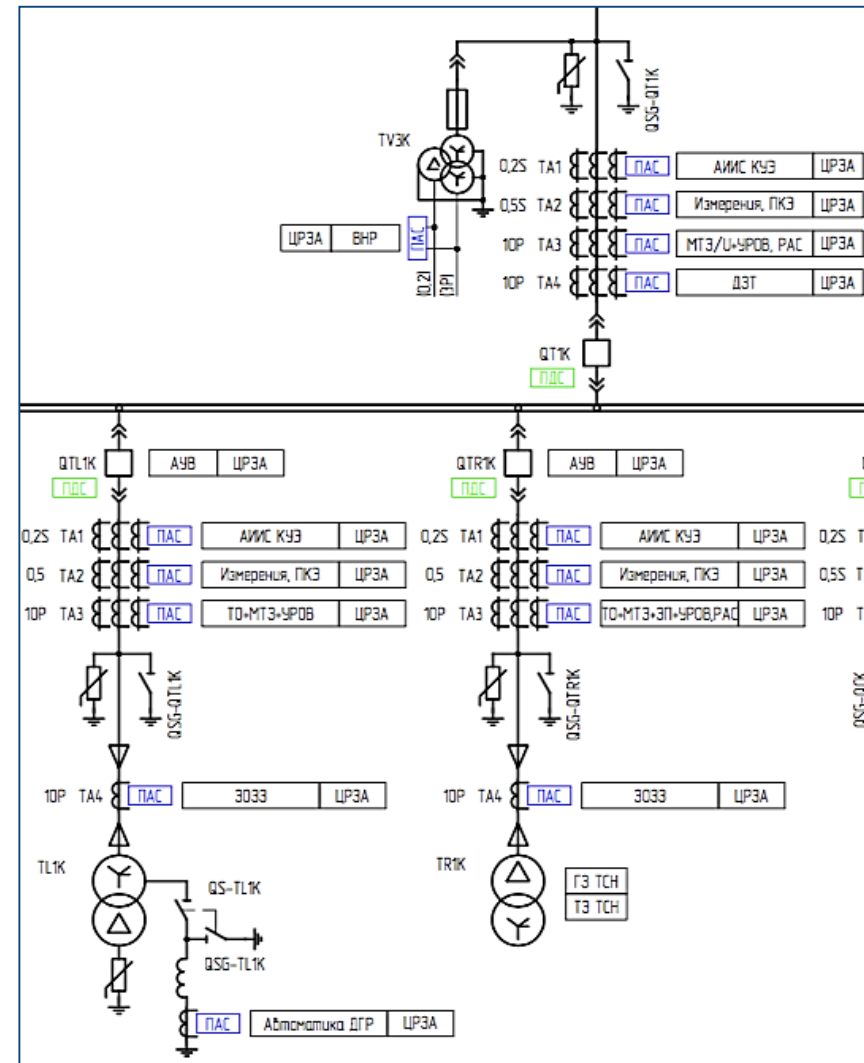 QSG-QT1K
TV3K
0,2S TA1 ПАС АИИС КУЭ ЦРЗА
0,5S TA2 ПАС Измерения, ПКЭ ЦРЗА
ЦРЗА ВНР ПАС
10P TA3 ПАС МТЗ/U+УРОВ, РАС ЦРЗА
(0,2) (3P)
10P TA4 ПАС ДЗТ ЦРЗА
QT1K
ПДС
QTL1K АУВ ЦРЗА
ПДС
QTR1K АУВ ЦРЗА
ПДС
0,2S TA1 ПАС АИИС КУЭ ЦРЗА
0,5 TA2 ПАС Измерения, ПКЭ ЦРЗА
10P TA3 ПАС ТО+МТЗ+УРОВ ЦРЗА
0,2S TA1 ПАС АИИС КУЭ ЦРЗА
0,5 TA2 ПАС Измерения, ПКЭ ЦРЗА
10P TA3 ПАС ТО+МТЗ+ЗП+УРОВ,РАС ЦРЗА
0,2S
0,5S
10P
QSG-QTL1K
QSG-QTR1K
10P TA4 ПАС ЗОЗЗ ЦРЗА
10P TA4 ПАС ЗОЗЗ ЦРЗА
TL1K
QS-TL1K
QSG-TL1K
ПАС Автоматика ДГР ЦРЗА
TR1K
ГЗ ТСН
ТЗ ТСН